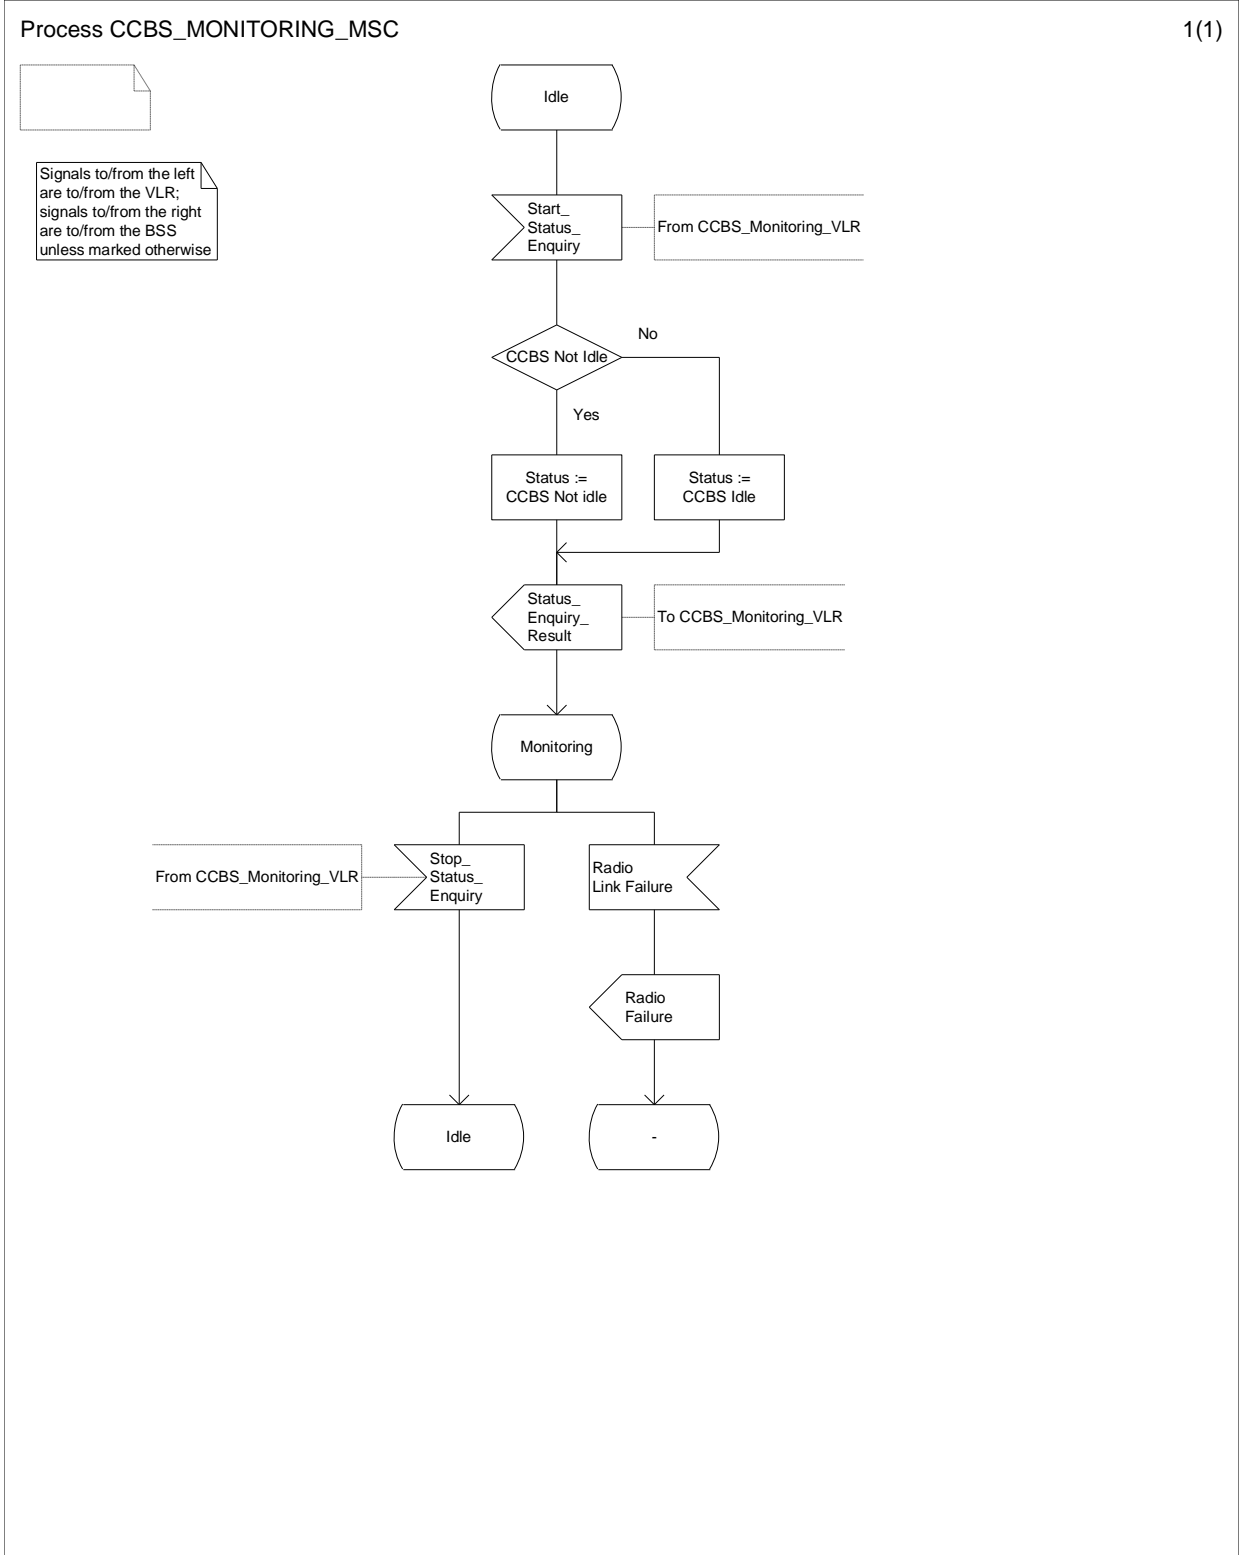 Process CCBS_MONITORING_MSC
1(1)
Idle
Signals to/from the left
are to/from the VLR;
signals to/from the right
are to/from the BSS
unless marked otherwise
Start_
Status_
Enquiry
From CCBS_Monitoring_VLR
CCBS Not Idle
No
Yes
Status :=
CCBS Not idle
Status :=
CCBS Idle
Status_
Enquiry_
Result
To CCBS_Monitoring_VLR
Monitoring
From CCBS_Monitoring_VLR
Stop_
Status_
Enquiry
Radio
Link Failure
Radio
Failure
Idle
-